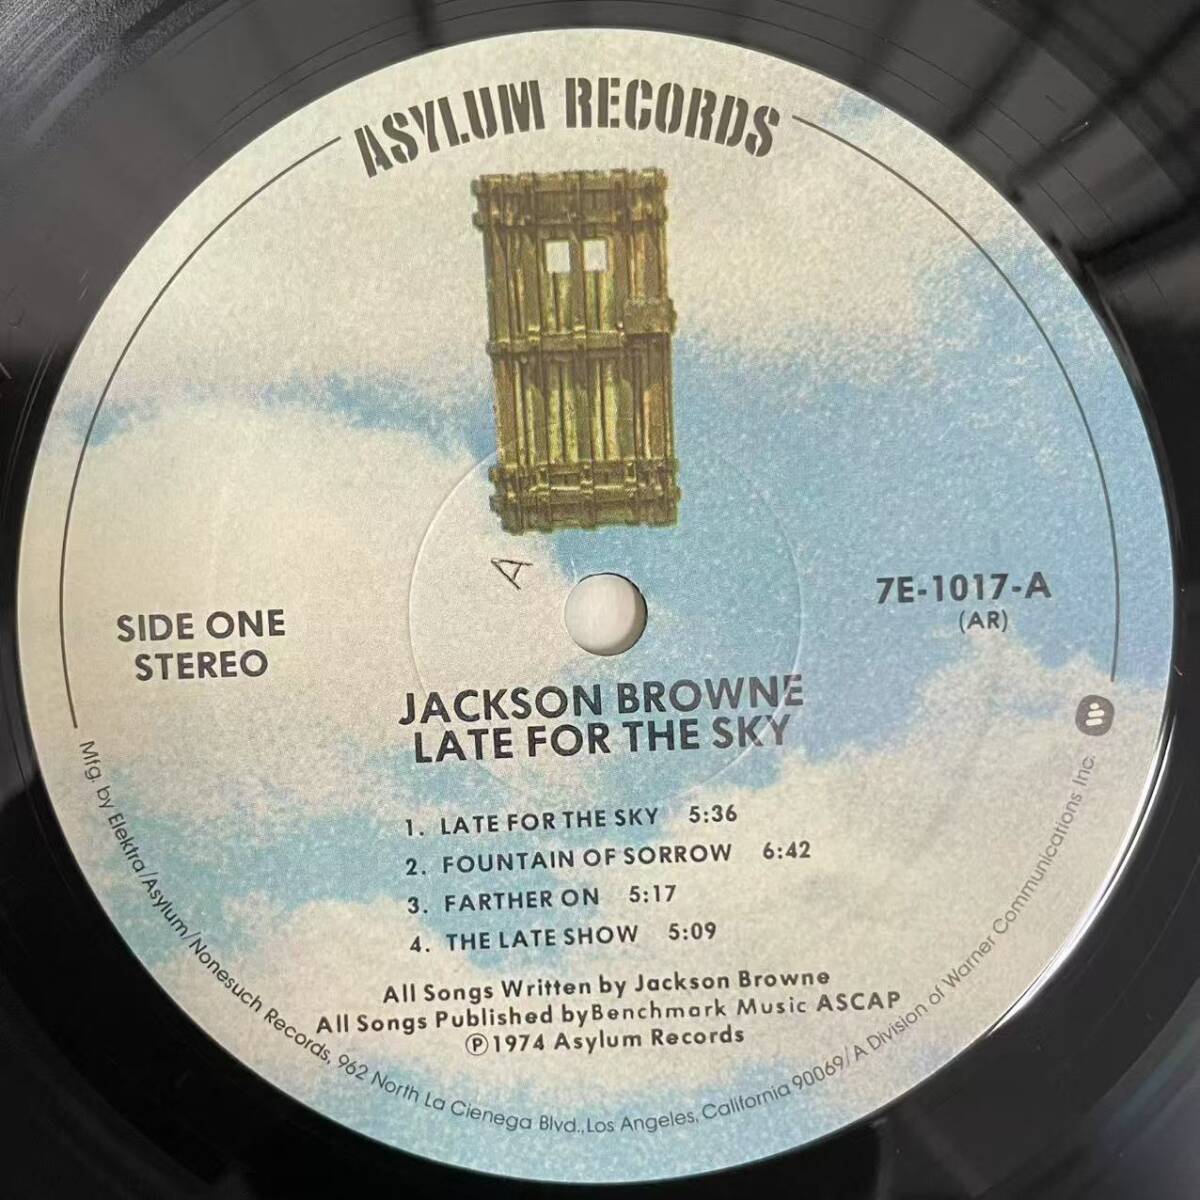 ASYLUM RECORDS
A
SIDE ONE
STEREO
7E-1017-A
(AR)
JACKSON BROWNE
LATE FOR THE SKY
1. LATE FOR THE SKY 5:36
2. FOUNTAIN OF SORROW 6:42
3. FARTHER ON 5:17
4. THE LATE SHOW 5:09
All Songs Written by Jackson Browne
All Songs Published by Benchmark Music ASCAP
Ⓟ1974 Asylum Records
Mfg. by Elektra/Asylum/Nonesuch Records, 962 North La Cienega Blvd., Los Angeles, California 90069/A Division of Warner Communications Inc.